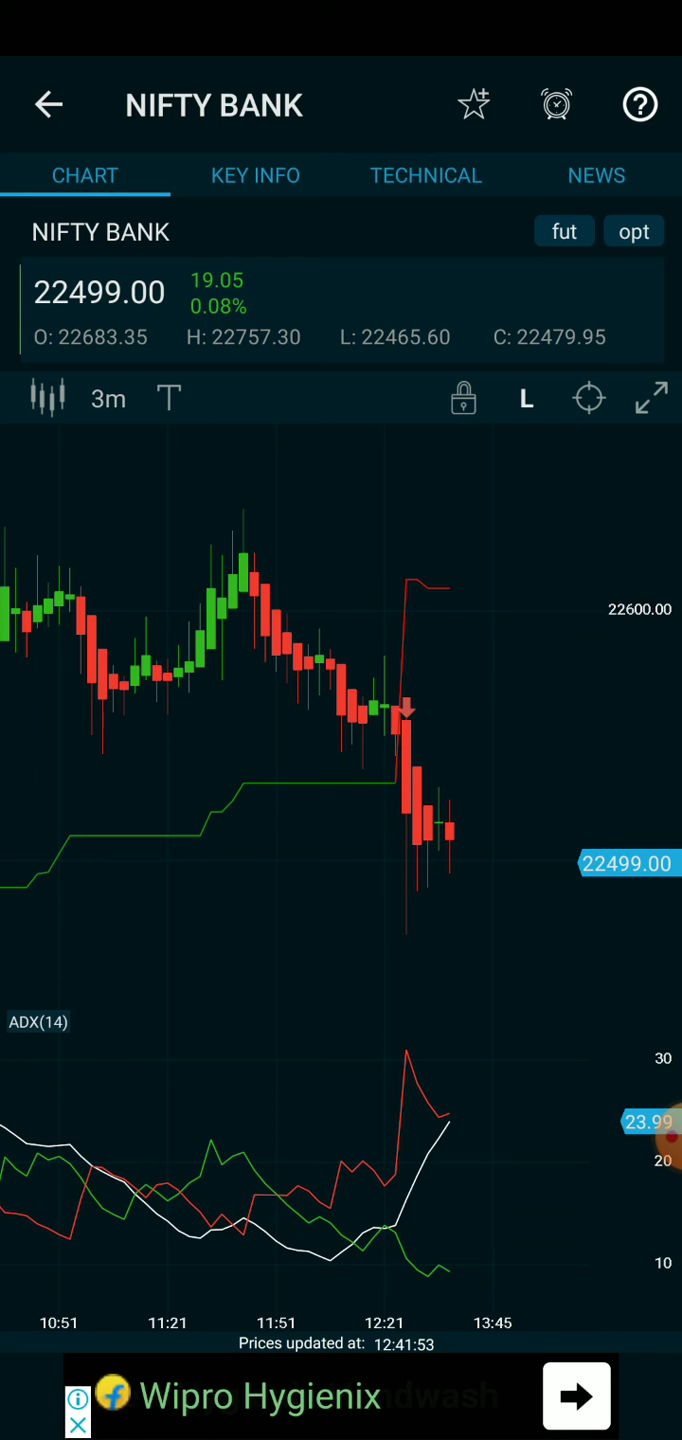 NIFTY BANK
CHART KEY INFO TECHNICAL NEWS
NIFTY BANK fut opt
22499.00 19.05
0.08%
O: 22683.35 H: 22757.30 L: 22465.60 C: 22479.95
3m T L
22600.00
22499.00
ADX(14)
30
23.99
20
10
10:51 11:21 11:51 12:21 13:45
Prices updated at: 12:41:53
Wipro Hygienix